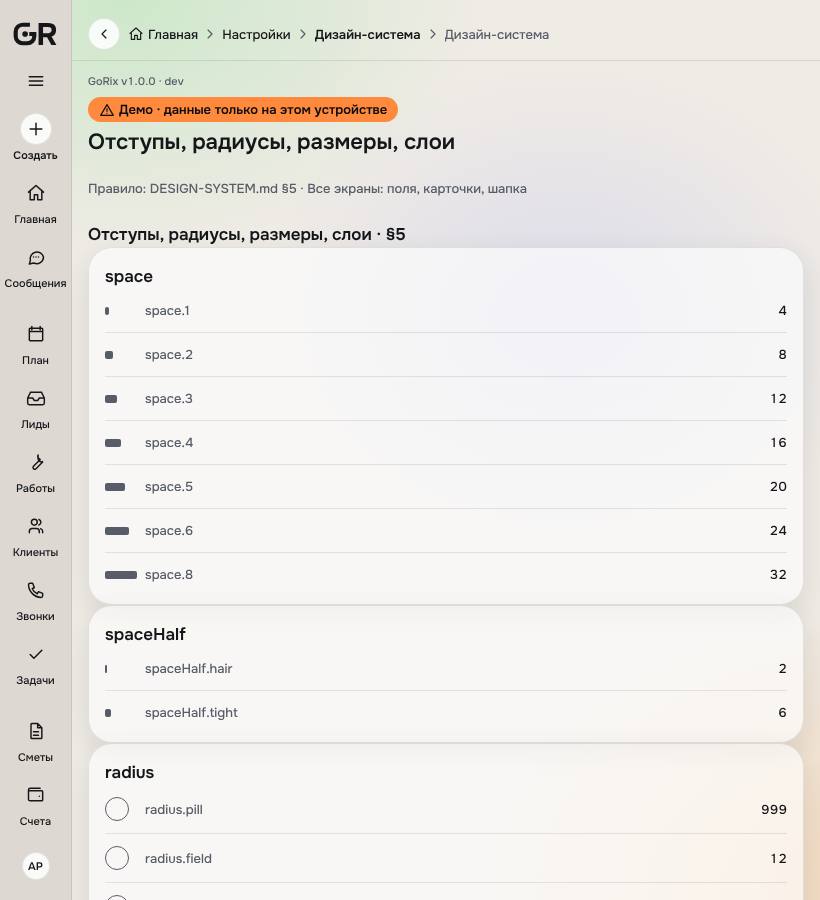 GR
Главная
Настройки
Дизайн-система
Дизайн-система
Создать
Главная
Сообщения
План
Лиды
Работы
Клиенты
Звонки
Задачи
Сметы
Счета
AP
GoRix v1.0.0 · dev
Демо · данные только на этом устройстве
Отступы, радиусы, размеры, слои
Правило: DESIGN-SYSTEM.md §5 · Все экраны: поля, карточки, шапка
Отступы, радиусы, размеры, слои · §5
space
space.1 4
space.2 8
space.3 12
space.4 16
space.5 20
space.6 24
space.8 32
spaceHalf
spaceHalf.hair 2
spaceHalf.tight 6
radius
radius.pill 999
radius.field 12